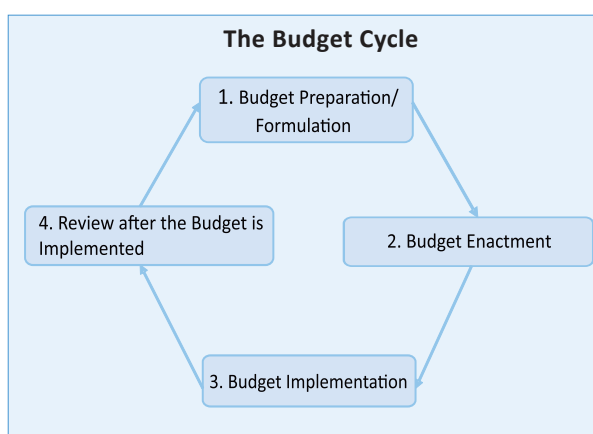 The Budget Cycle
1. Budget Preparation/
Formulation
2. Budget Enactment
3. Budget Implementation
4. Review after the Budget is
Implemented